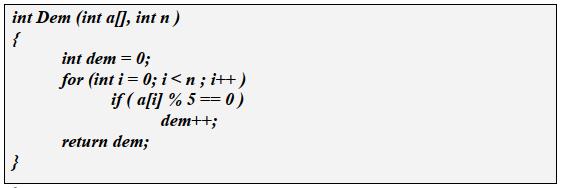 int Dem (int a[], int n )
{
int dem = 0;
for (int i = 0; i < n ; i++ )
if ( a[i] % 5 == 0 )
dem++;
return dem;
}